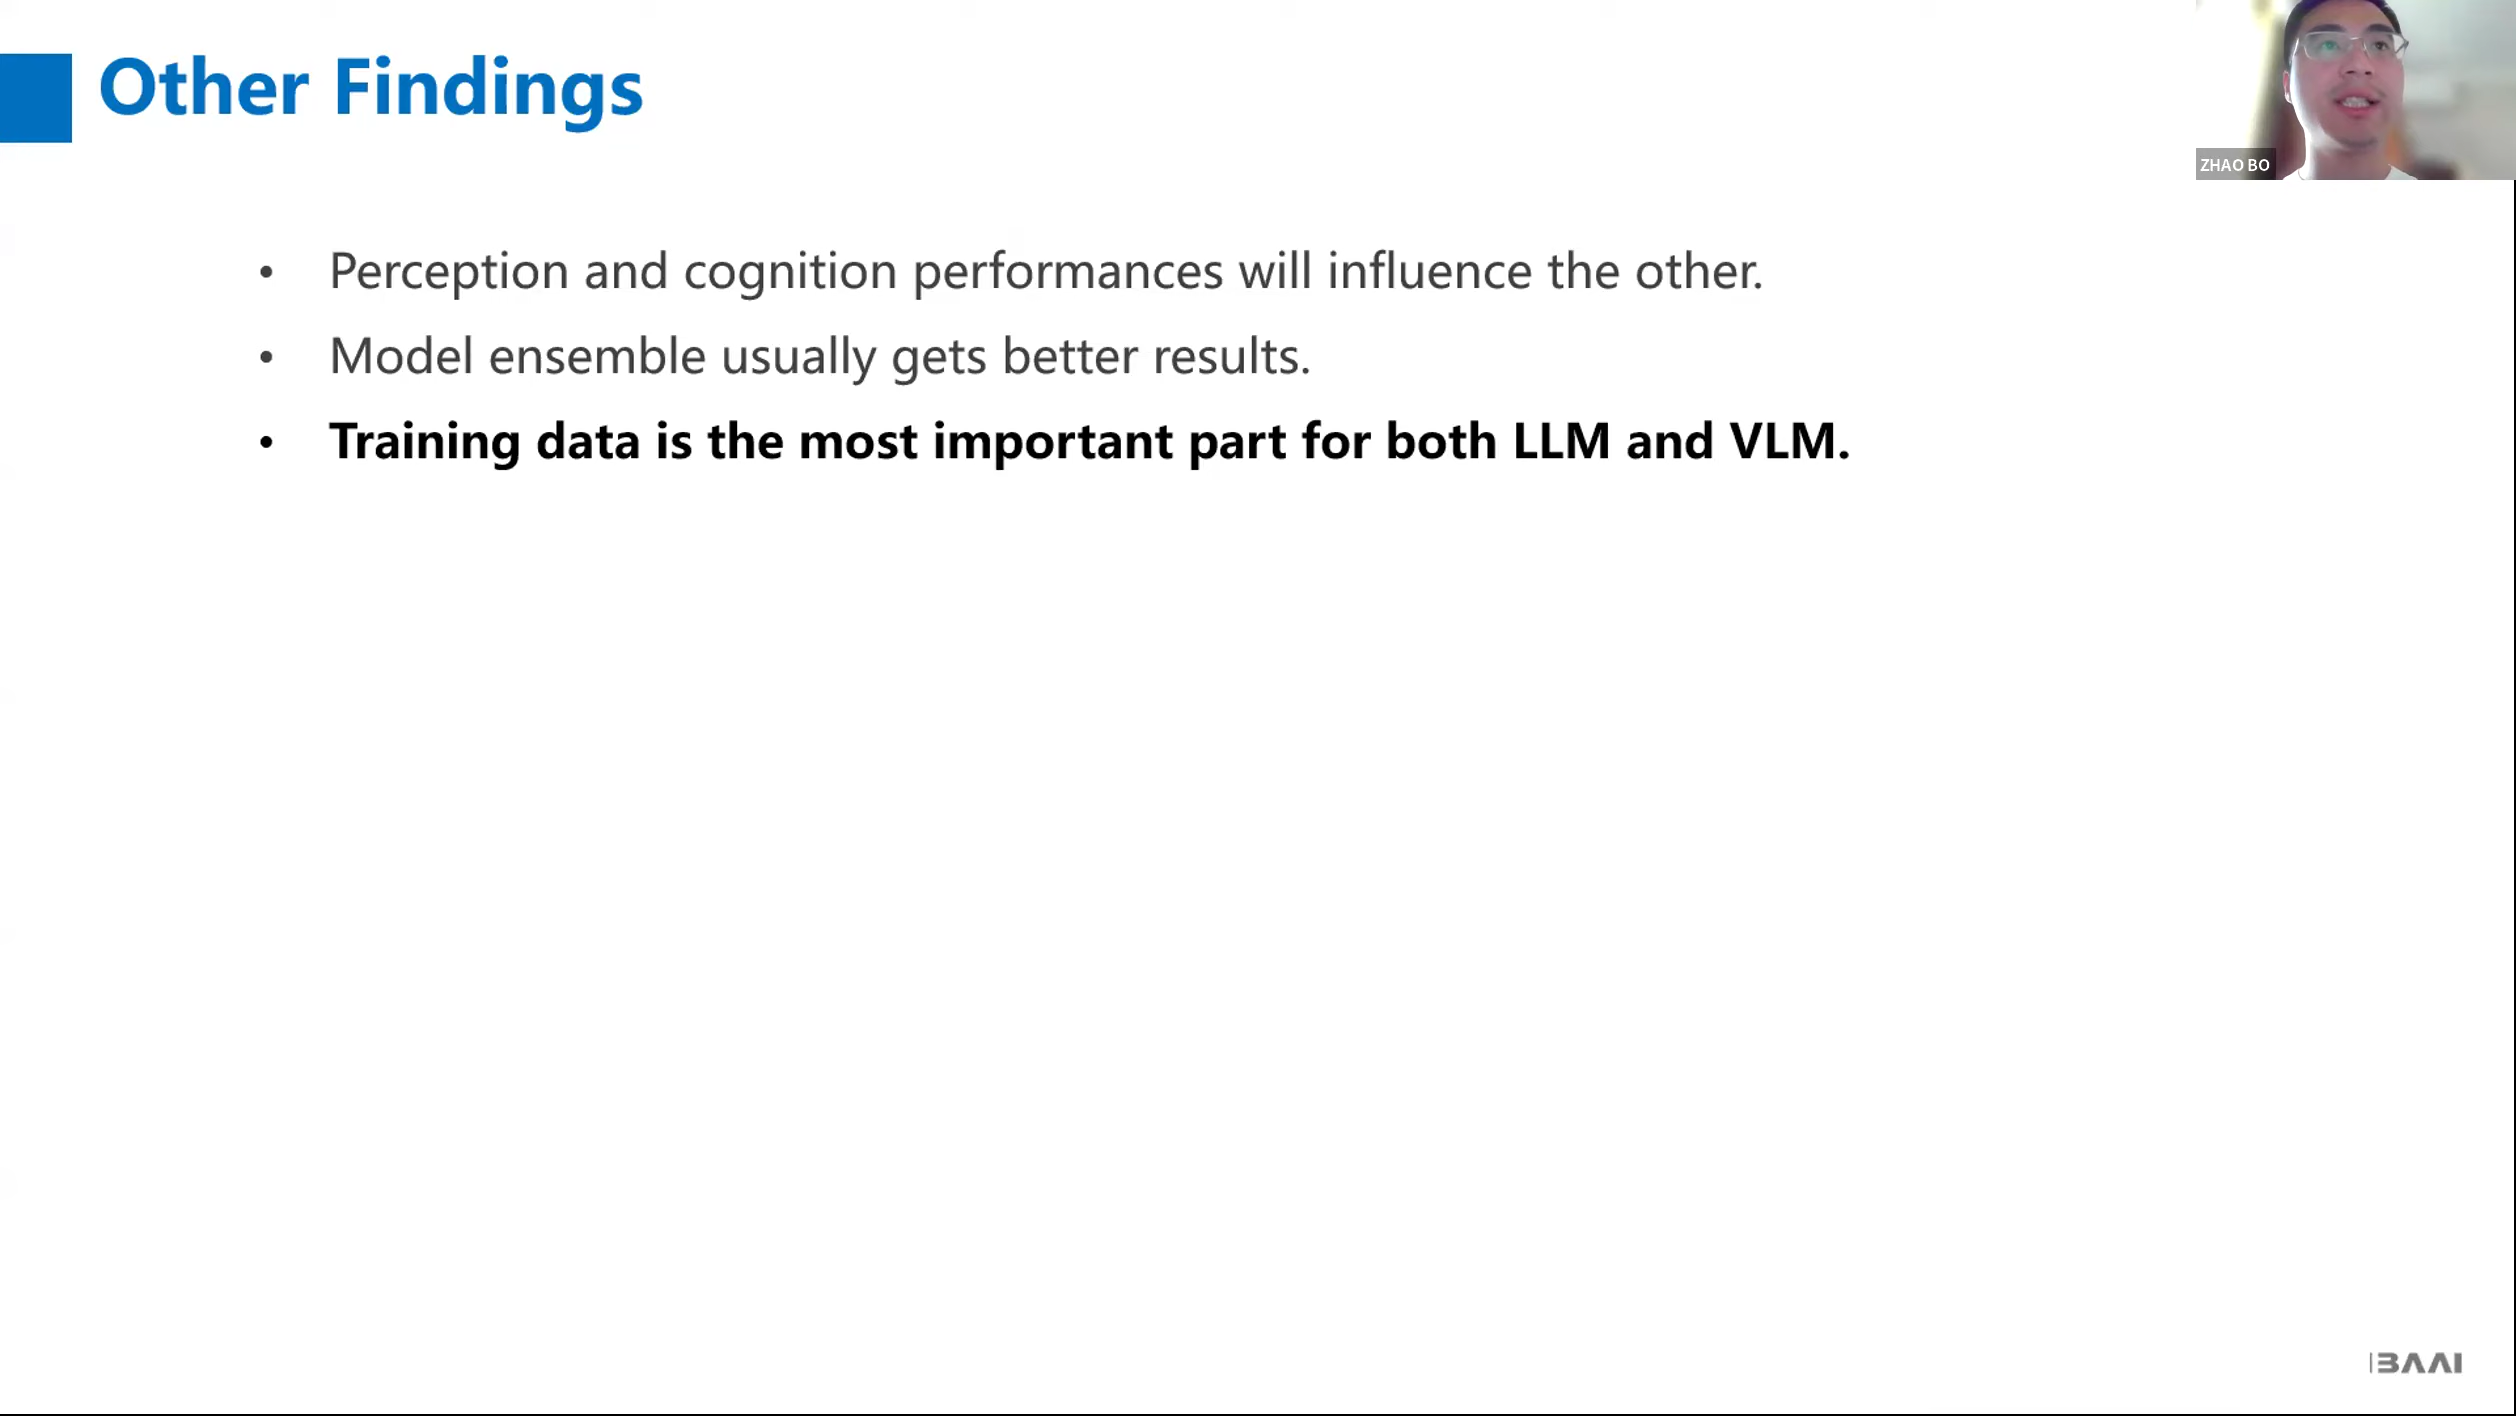 Other Findings
ZHAO BO
• Perception and cognition performances will influence the other.
• Model ensemble usually gets better results.
• Training data is the most important part for both LLM and VLM.
BAAI